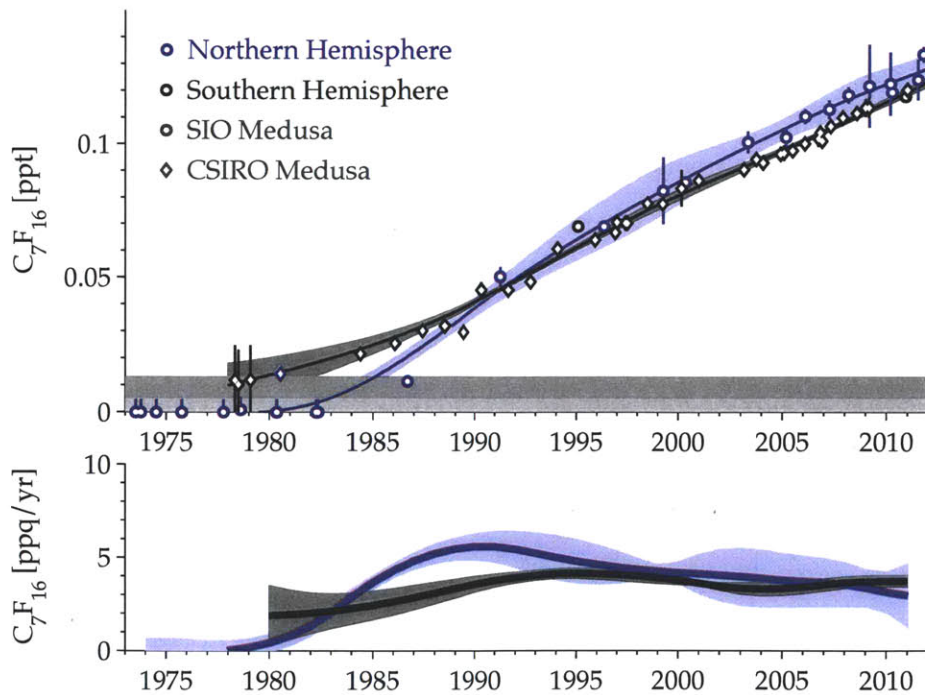 Northern Hemisphere
Southern Hemisphere
SIO Medusa
CSIRO Medusa
C₇F₁₆ [ppt]
0.1
0.05
0
1975 1980 1985 1990 1995 2000 2005 2010
C₇F₁₆ [ppq/yr]
10
5
0
1975 1980 1985 1990 1995 2000 2005 2010